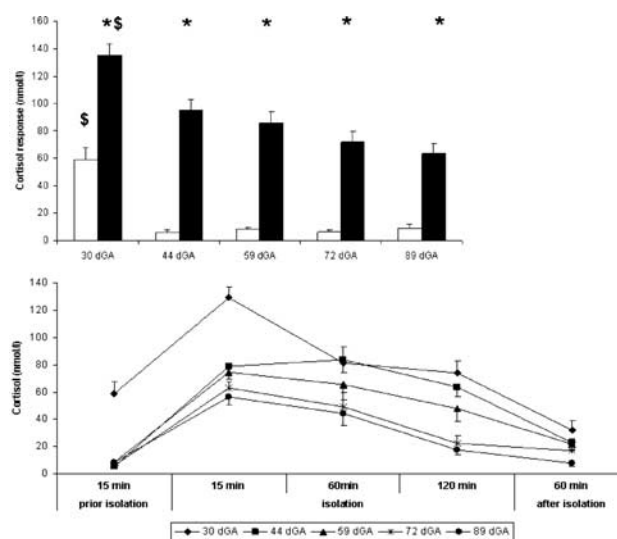 * $ * * * *
160
140
120
100
80
60
40
20
0
$
Cortisol response (nmol/l)
30 dGA 44 dGA 59 dGA 72 dGA 89 dGA
140
120
100
80
60
40
20
0
Cortisol (nmol/l)
15 min 15 min 60min 120 min 60 min
prior isolation isolation after isolation
30 dGA 44 dGA 59 dGA 72 dGA 89 dGA